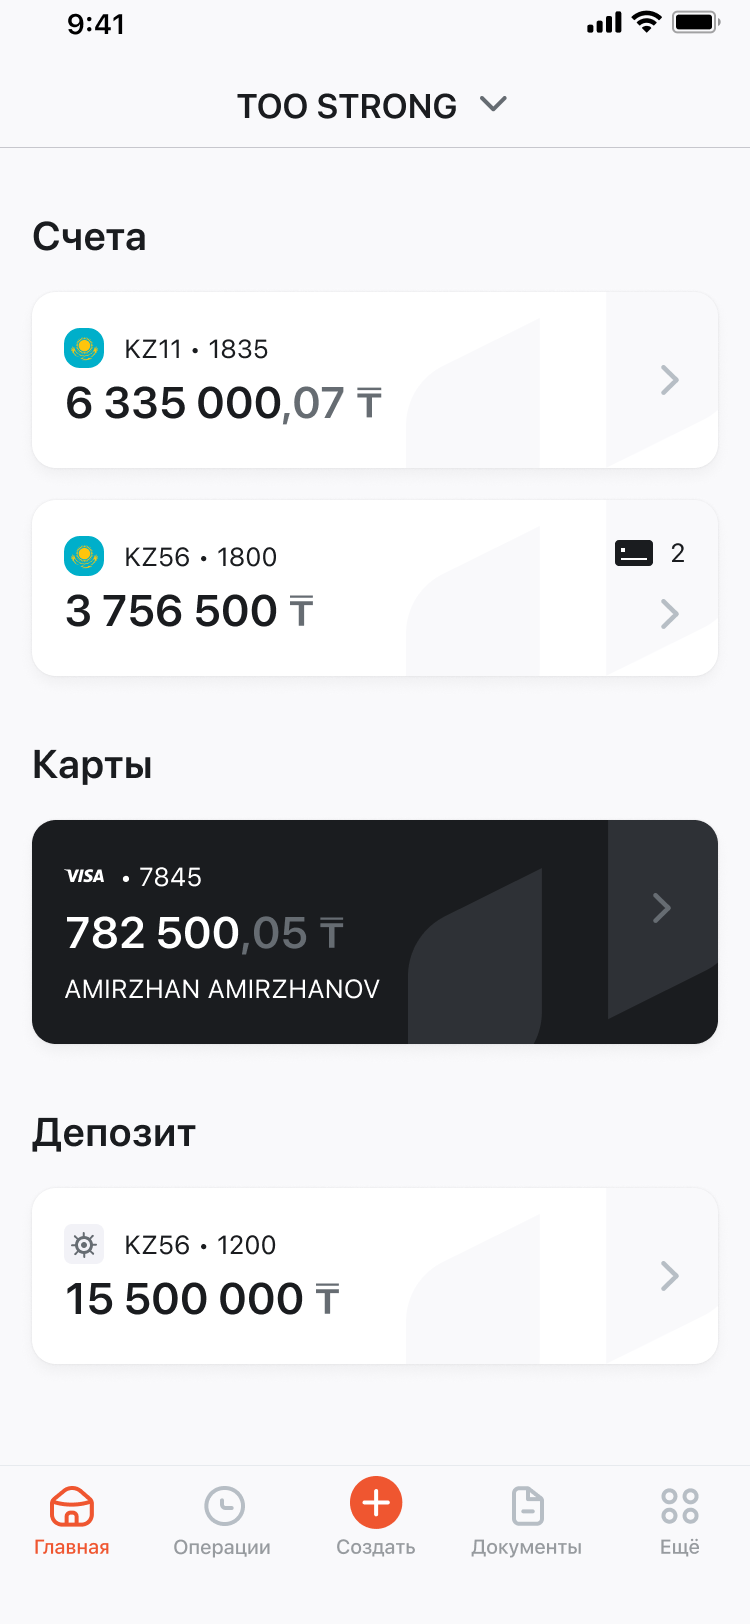 9:41
TOO STRONG
Счета
KZ11 • 1835
6 335 000,07 ₸
KZ56 • 1800
2
3 756 500 ₸
Карты
VISA • 7845
782 500,05 ₸
AMIRZHAN AMIRZHANOV
Депозит
KZ56 • 1200
15 500 000 ₸
Главная
Операции
Создать
Документы
Ещё